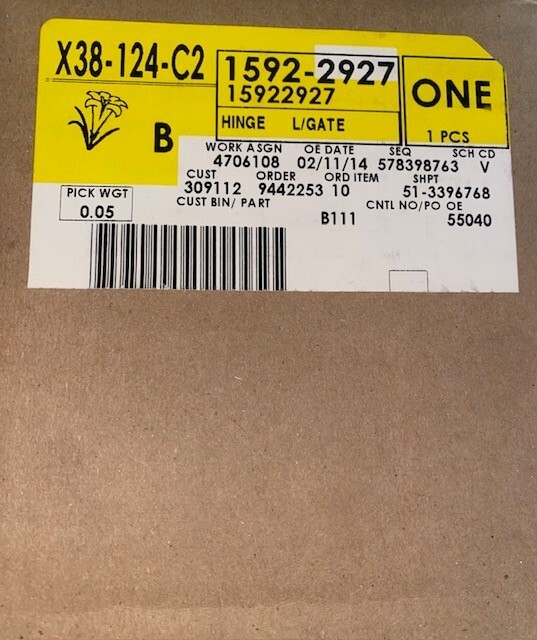 X38-124-C2
1592-2927
15922927
ONE
HINGE L/GATE
1 PCS
B
WORK ASGN OE DATE SEQ SCH CD
4706108 02/11/14 578398763 V
CUST ORDER ORD ITEM SHPT
309112 9442253 10 51-3396768
CUST BIN/ PART CNTL NO/PO OE
B111 55040
PICK WGT
0.05